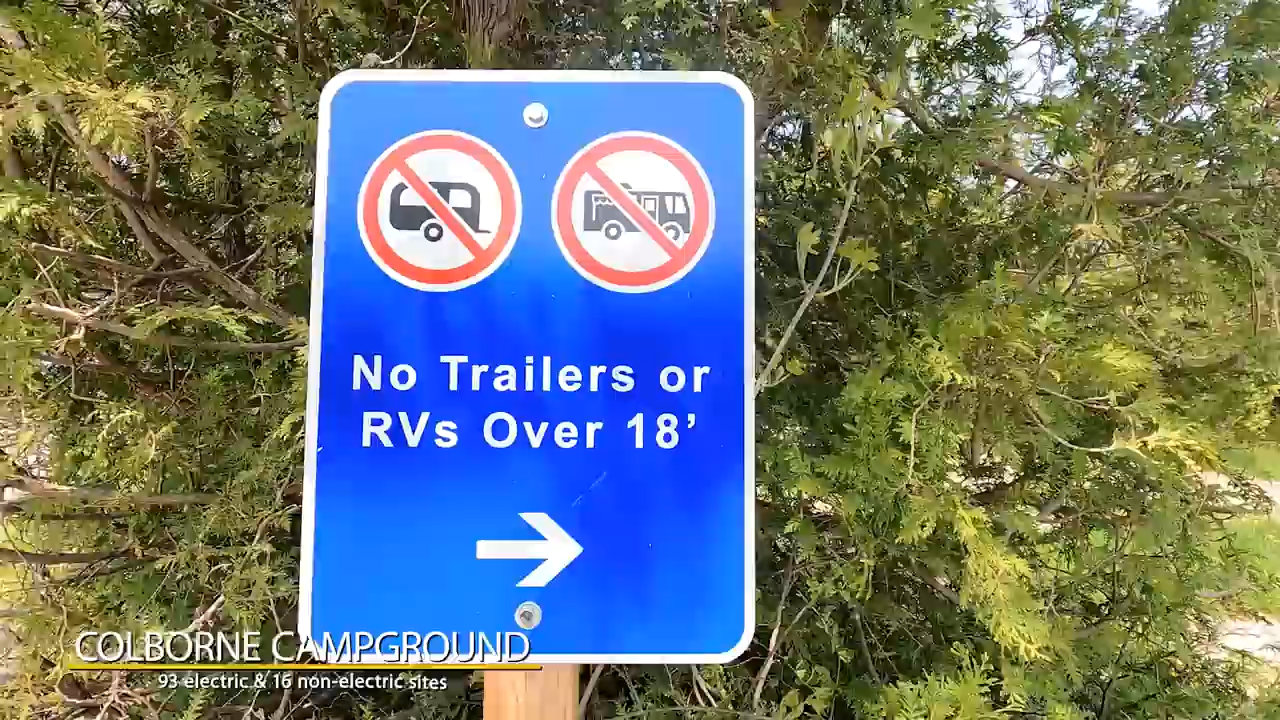 No Trailers or
RVs Over 18’
COLBORNE CAMPGROUND
93 electric & 16 non-electric sites